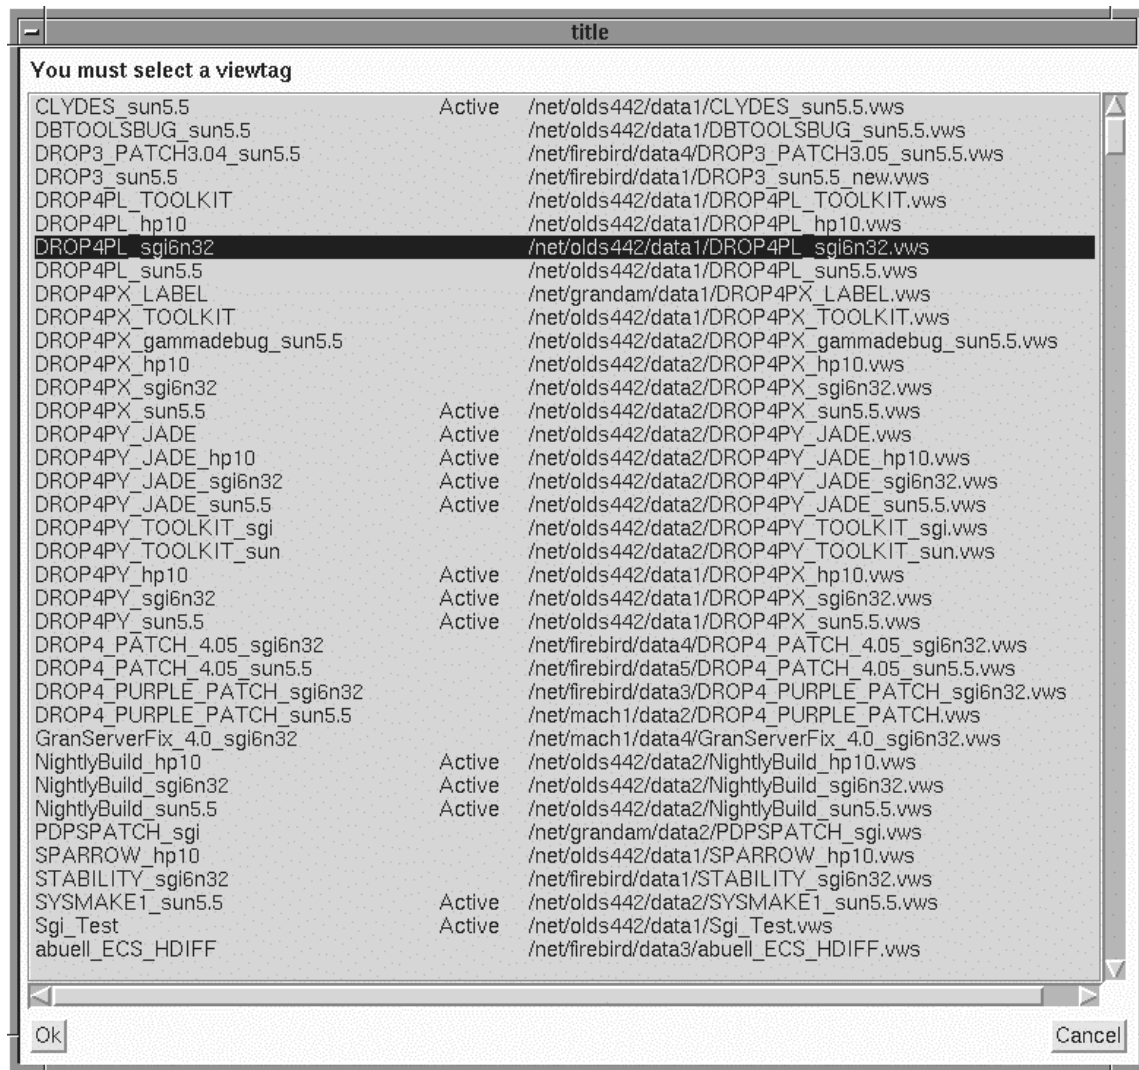 title
You must select a viewtag
CLYDES_sun5.5 Active /net/olds442/data1/CLYDES_sun5.5.vws
DBTOOLSBUG_sun5.5 /net/olds442/data1/DBTOOLSBUG_sun5.5.vws
DROP3_PATCH3.04_sun5.5 /net/firebird/data4/DROP3_PATCH3.05_sun5.5.vws
DROP3_sun5.5 /net/firebird/data1/DROP3_sun5.5_new.vws
DROP4PL_TOOLKIT /net/olds442/data1/DROP4PL_TOOLKIT.vws
DROP4PL_hp10 /net/olds442/data1/DROP4PL_hp10.vws
DROP4PL_sgi6n32 /net/olds442/data1/DROP4PL_sgi6n32.vws
DROP4PL_sun5.5 /net/olds442/data1/DROP4PL_sun5.5.vws
DROP4PX_LABEL /net/grandam/data1/DROP4PX_LABEL.vws
DROP4PX_TOOLKIT /net/olds442/data1/DROP4PX_TOOLKIT.vws
DROP4PX_gammadebug_sun5.5 /net/olds442/data2/DROP4PX_gammadebug_sun5.5.vws
DROP4PX_hp10 /net/olds442/data2/DROP4PX_hp10.vws
DROP4PX_sgi6n32 /net/olds442/data2/DROP4PX_sgi6n32.vws
DROP4PX_sun5.5 Active /net/olds442/data2/DROP4PX_sun5.5.vws
DROP4PY_JADE Active /net/olds442/data2/DROP4PY_JADE.vws
DROP4PY_JADE_hp10 Active /net/olds442/data2/DROP4PY_JADE_hp10.vws
DROP4PY_JADE_sgi6n32 Active /net/olds442/data2/DROP4PY_JADE_sgi6n32.vws
DROP4PY_JADE_sun5.5 Active /net/olds442/data2/DROP4PY_JADE_sun5.5.vws
DROP4PY_TOOLKIT_sgi /net/olds442/data2/DROP4PY_TOOLKIT_sgi.vws
DROP4PY_TOOLKIT_sun /net/olds442/data2/DROP4PY_TOOLKIT_sun.vws
DROP4PY_hp10 Active /net/olds442/data1/DROP4PX_hp10.vws
DROP4PY_sgi6n32 Active /net/olds442/data1/DROP4PX_sgi6n32.vws
DROP4PY_sun5.5 Active /net/olds442/data1/DROP4PX_sun5.5.vws
DROP4_PATCH_4.05_sgi6n32 /net/firebird/data4/DROP4_PATCH_4.05_sgi6n32.vws
DROP4_PATCH_4.05_sun5.5 /net/firebird/data5/DROP4_PATCH_4.05_sun5.5.vws
DROP4_PURPLE_PATCH_sgi6n32 /net/firebird/data3/DROP4_PURPLE_PATCH_sgi6n32.vws
DROP4_PURPLE_PATCH_sun5.5 /net/mach1/data2/DROP4_PURPLE_PATCH.vws
GranServerFix_4.0_sgi6n32 /net/mach1/data4/GranServerFix_4.0_sgi6n32.vws
NightlyBuild_hp10 Active /net/olds442/data2/NightlyBuild_hp10.vws
NightlyBuild_sgi6n32 Active /net/olds442/data2/NightlyBuild_sgi6n32.vws
NightlyBuild_sun5.5 Active /net/olds442/data2/NightlyBuild_sun5.5.vws
PDPSPATCH_sgi /net/grandam/data2/PDPSPATCH_sgi.vws
SPARROW_hp10 /net/olds442/data1/SPARROW_hp10.vws
STABILITY_sgi6n32 /net/firebird/data1/STABILITY_sgi6n32.vws
SYSMAKE1_sun5.5 Active /net/olds442/data2/SYSMAKE1_sun5.5.vws
Sgi_Test Active /net/olds442/data1/Sgi_Test.vws
abuell_ECS_HDIFF /net/firebird/data3/abuell_ECS_HDIFF.vws
Ok Cancel